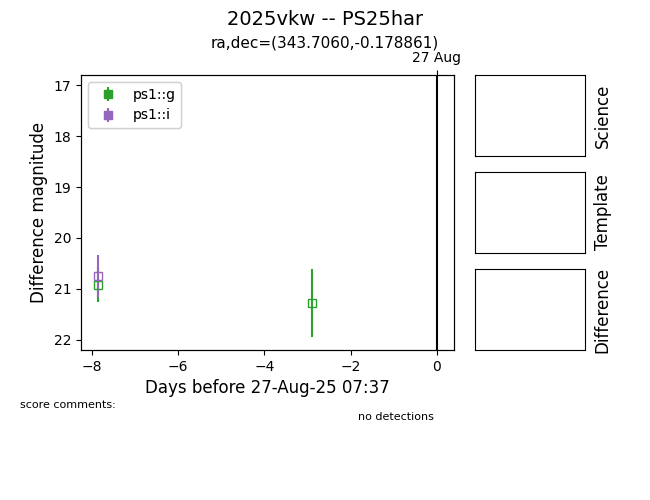 2025vkw -- PS25har
ra,dec=(343.7060,-0.178861)
27 Aug
ps1::g
ps1::i
17
18
19
20
21
22
Difference magnitude
−8
−6
−4
−2
0
Days before 27-Aug-25 07:37
Science
Template
Difference
score comments:
no detections